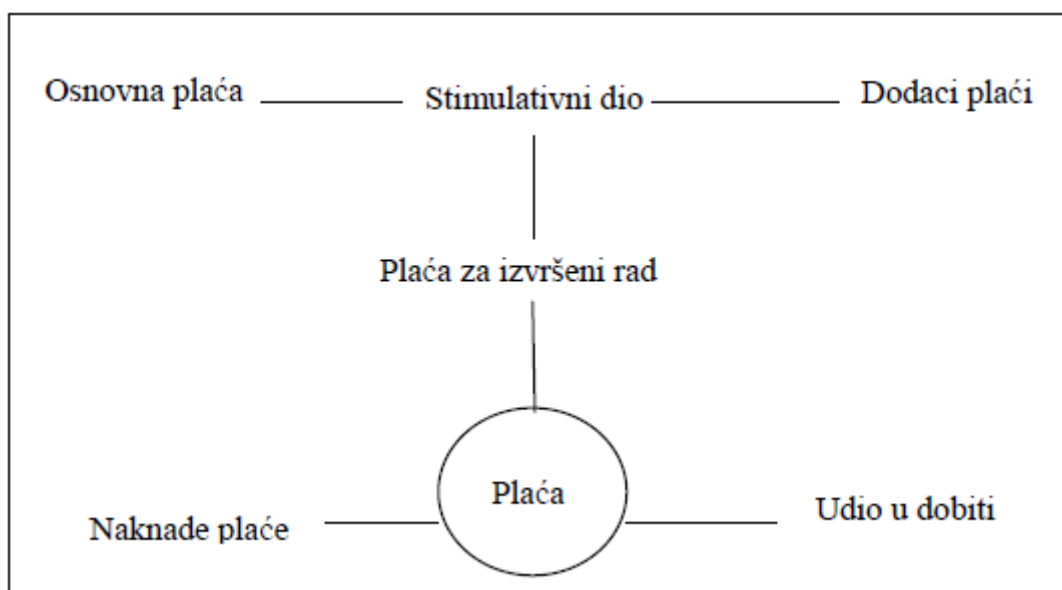 Osnovna plaća
Stimulativni dio
Dodaci plaći
Plaća za izvršeni rad
Plaća
Naknade plaće
Udio u dobiti